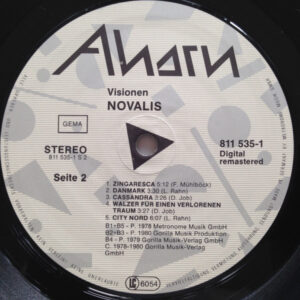 Ahorn
Visionen
NOVALIS
GEMA
STEREO
811 535-1 S 2
811 535-1
Digital
remastered
Seite 2
1. ZINGARESCA 5:12 (F. Mühlböck)
2. DANMARK 3:30 (L. Rahn)
3. CASSANDRA 3:26 (D. Job)
4. WALZER FÜR EINEN VERLORENEN
TRAUM 3:27 (D. Job)
5. CITY NORD 6:07 (L. Rahn)
B1+B5 - P. 1978 Metronome Musik GmbH
B2+B3 - P. 1980 Gorilla Musik Produktion
B4 - P. 1979 Gorilla Musik-Verlag GmbH
C. 1978-1980 Gorilla Musik-Verlag
GmbH
LC 6054